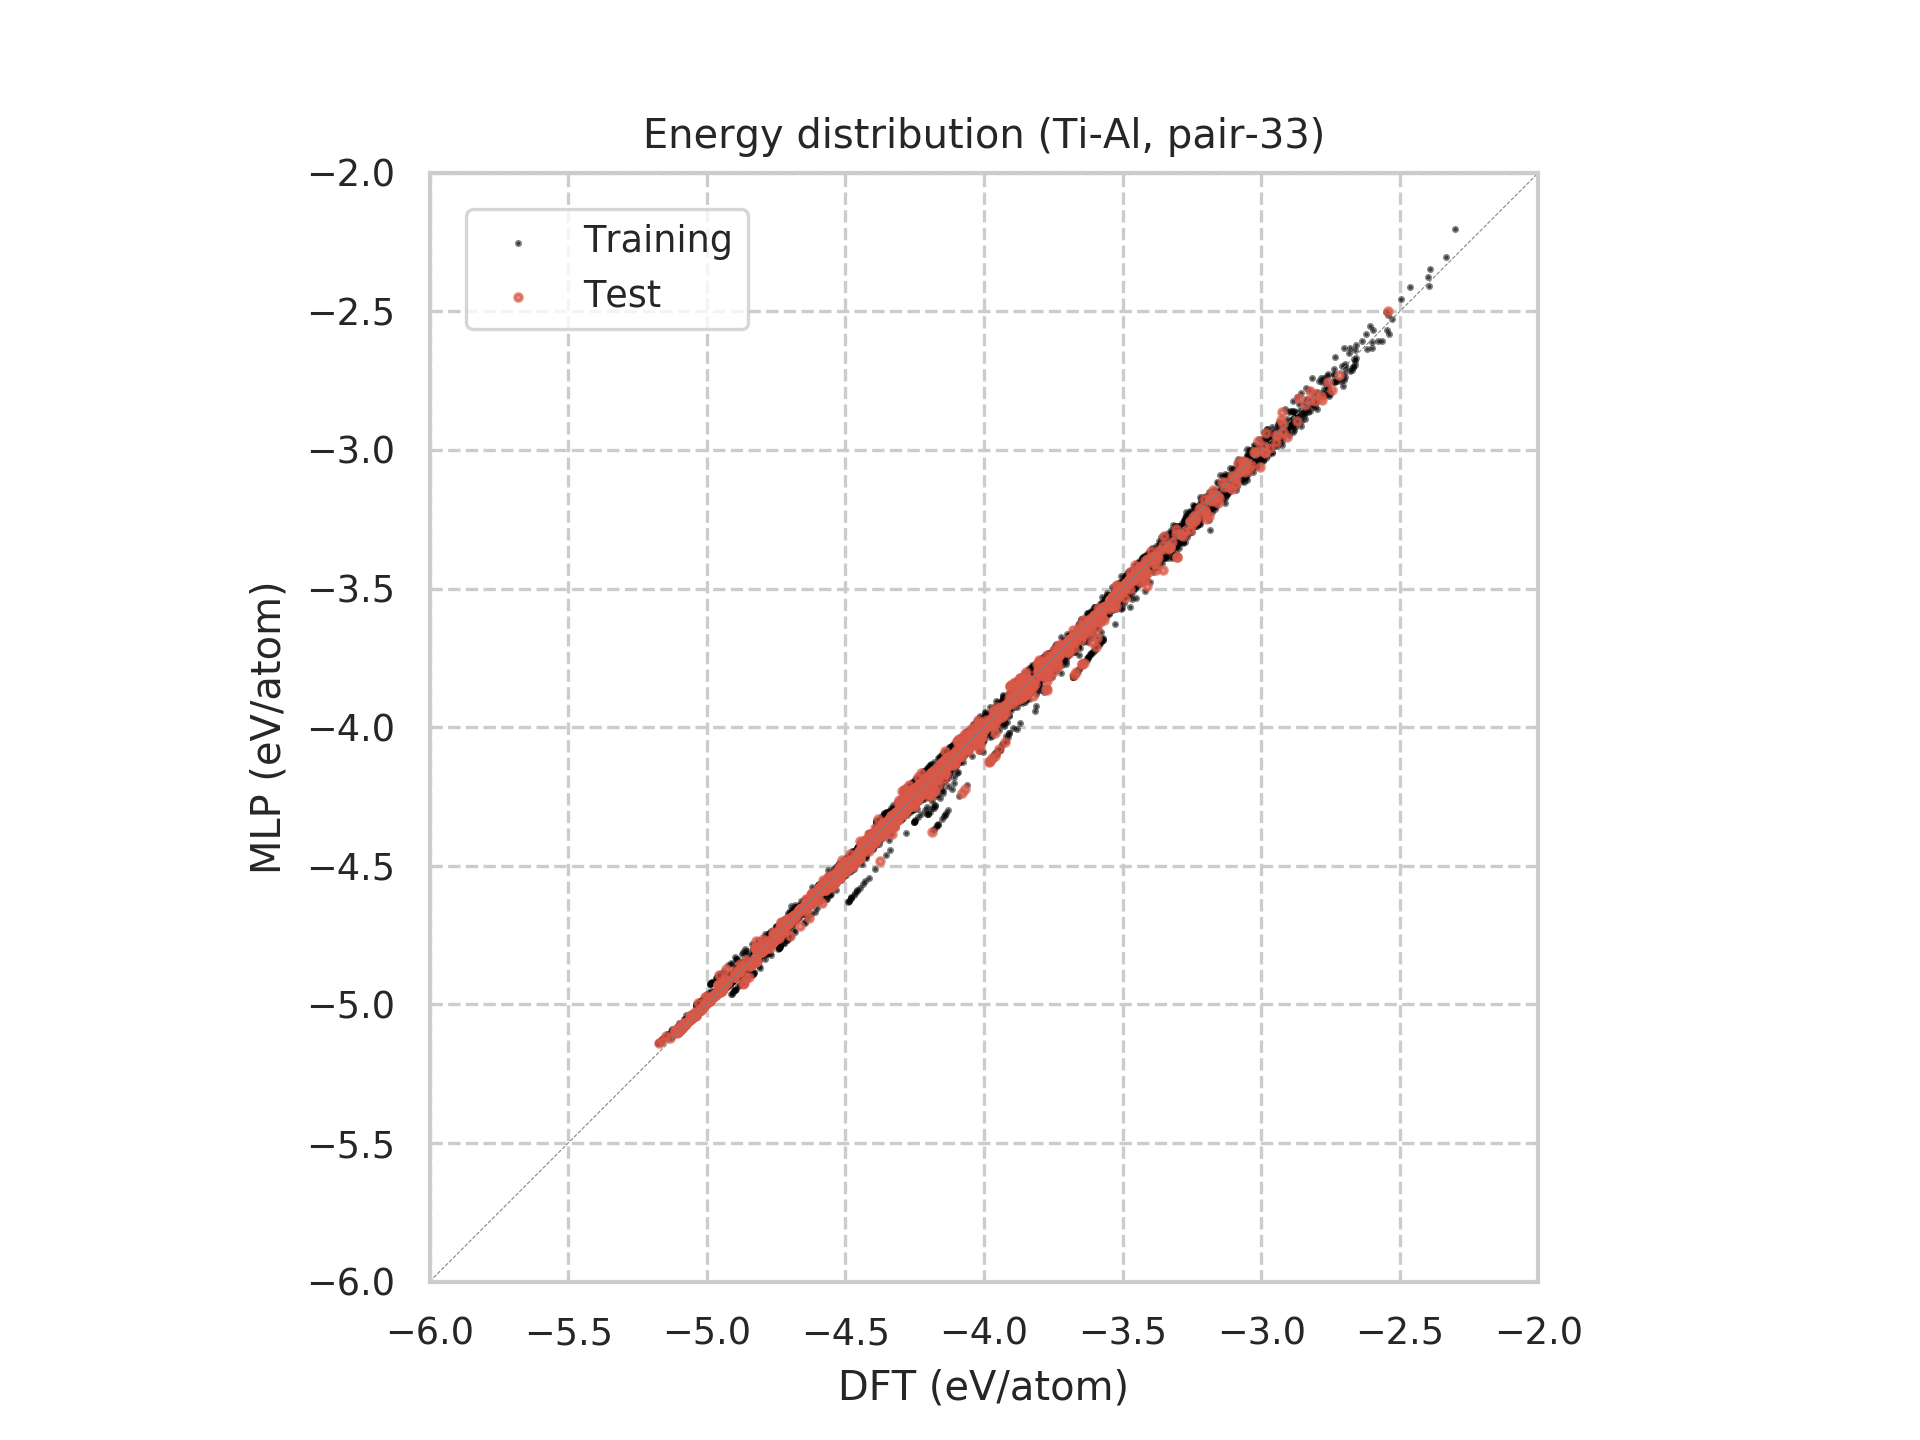 Energy distribution (Ti-Al, pair-33)
Training
Test
−2.0
−2.5
−3.0
−3.5
−4.0
−4.5
−5.0
−5.5
−6.0
MLP (eV/atom)
−6.0 −5.5 −5.0 −4.5 −4.0 −3.5 −3.0 −2.5 −2.0
DFT (eV/atom)